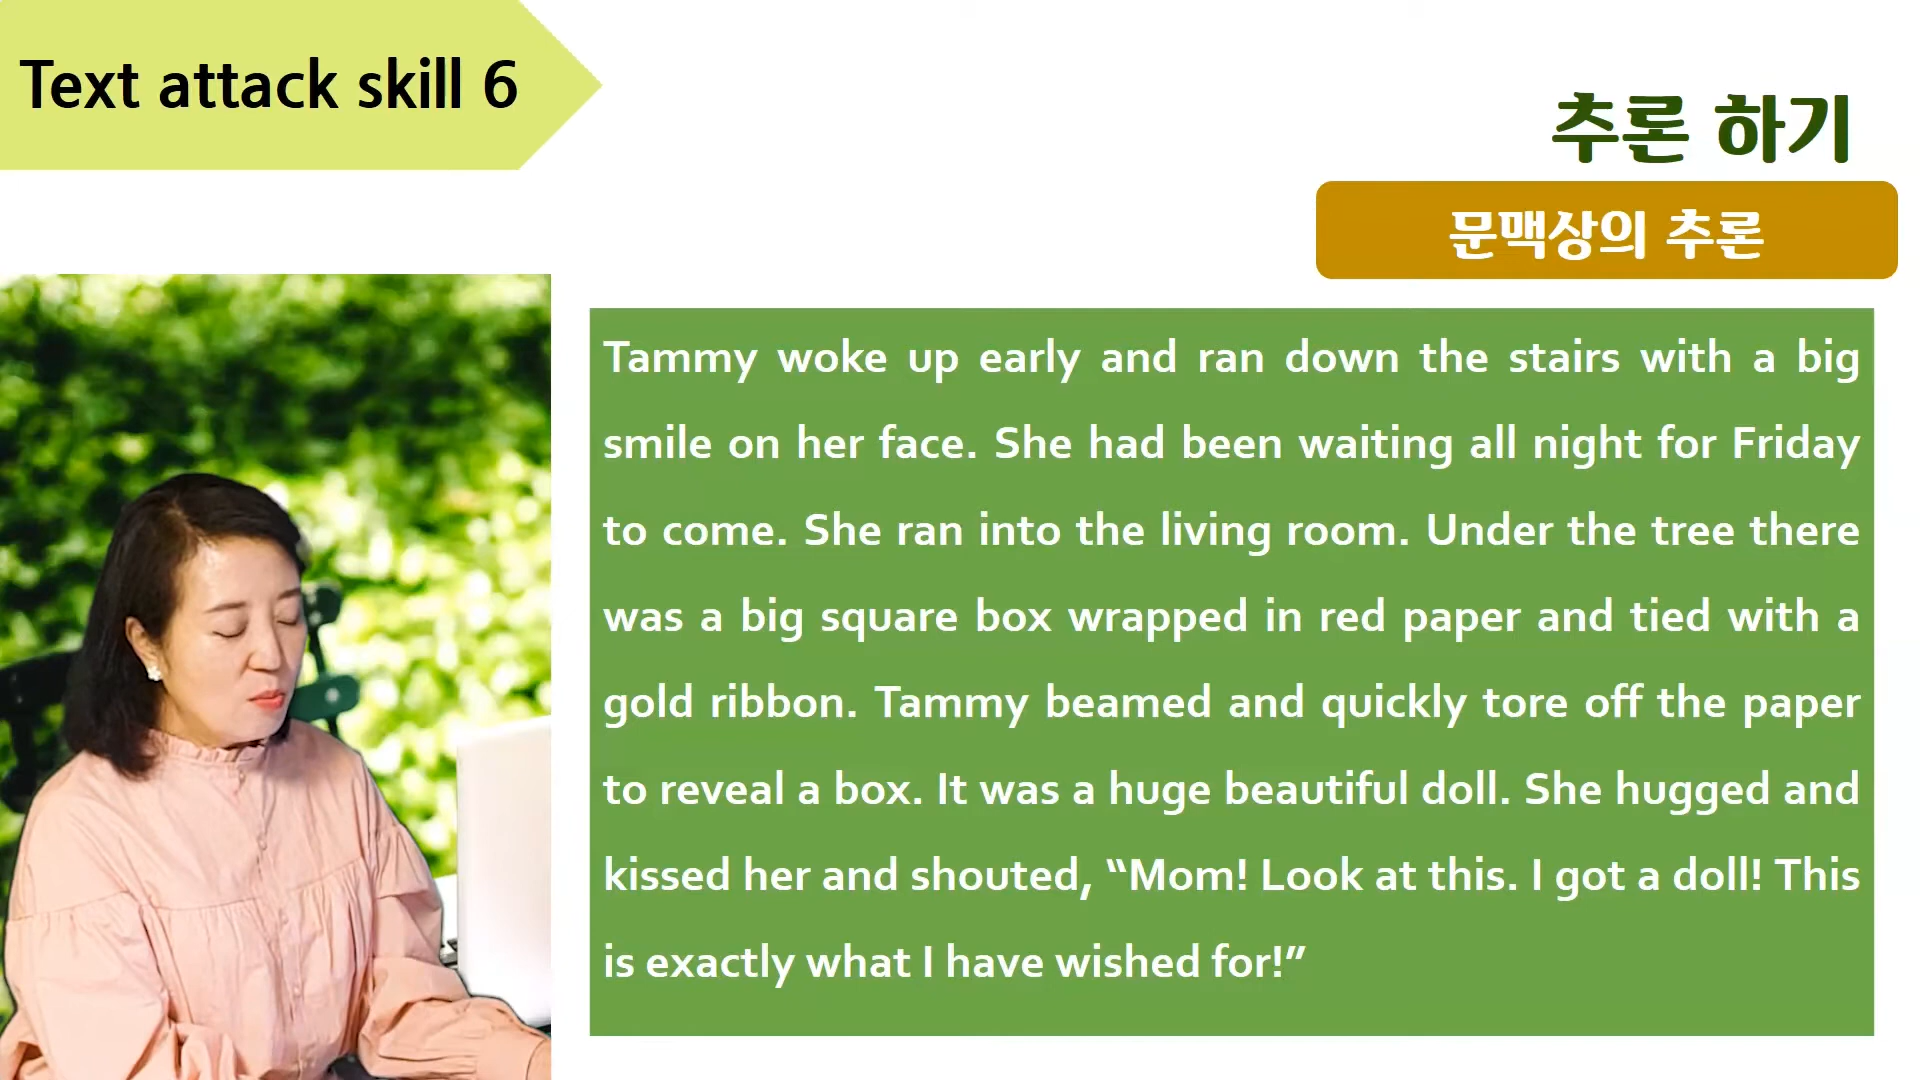 Text attack skill 6
추론 하기
문맥상의 추론
Tammy woke up early and ran down the stairs with a big
smile on her face. She had been waiting all night for Friday
to come. She ran into the living room. Under the tree there
was a big square box wrapped in red paper and tied with a
gold ribbon. Tammy beamed and quickly tore off the paper
to reveal a box. It was a huge beautiful doll. She hugged and
kissed her and shouted, “Mom! Look at this. I got a doll! This
is exactly what I have wished for!”